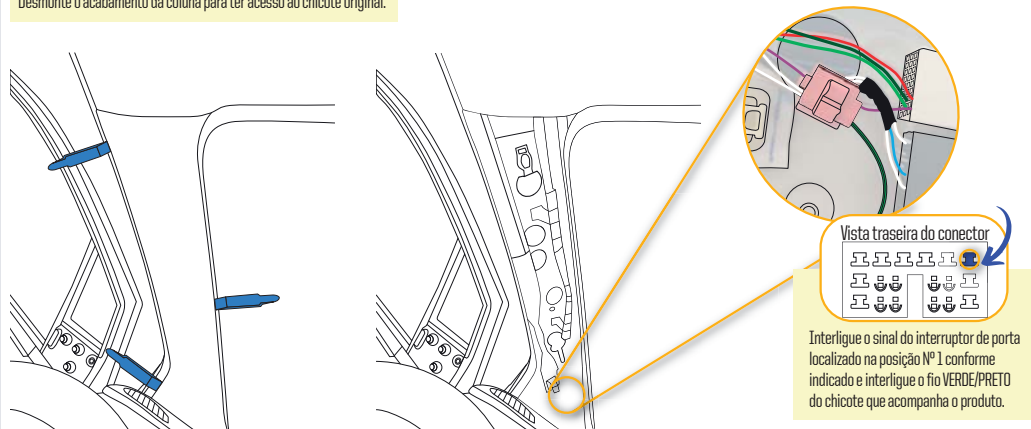 Desmonte o acabamento da coluna para ter acesso ao chicote original.
Vista traseira do conector
Interligue o sinal do interruptor de porta
localizado na posição Nº 1 conforme
indicado e interligue o fio VERDE/PRETO
do chicote que acompanha o produto.